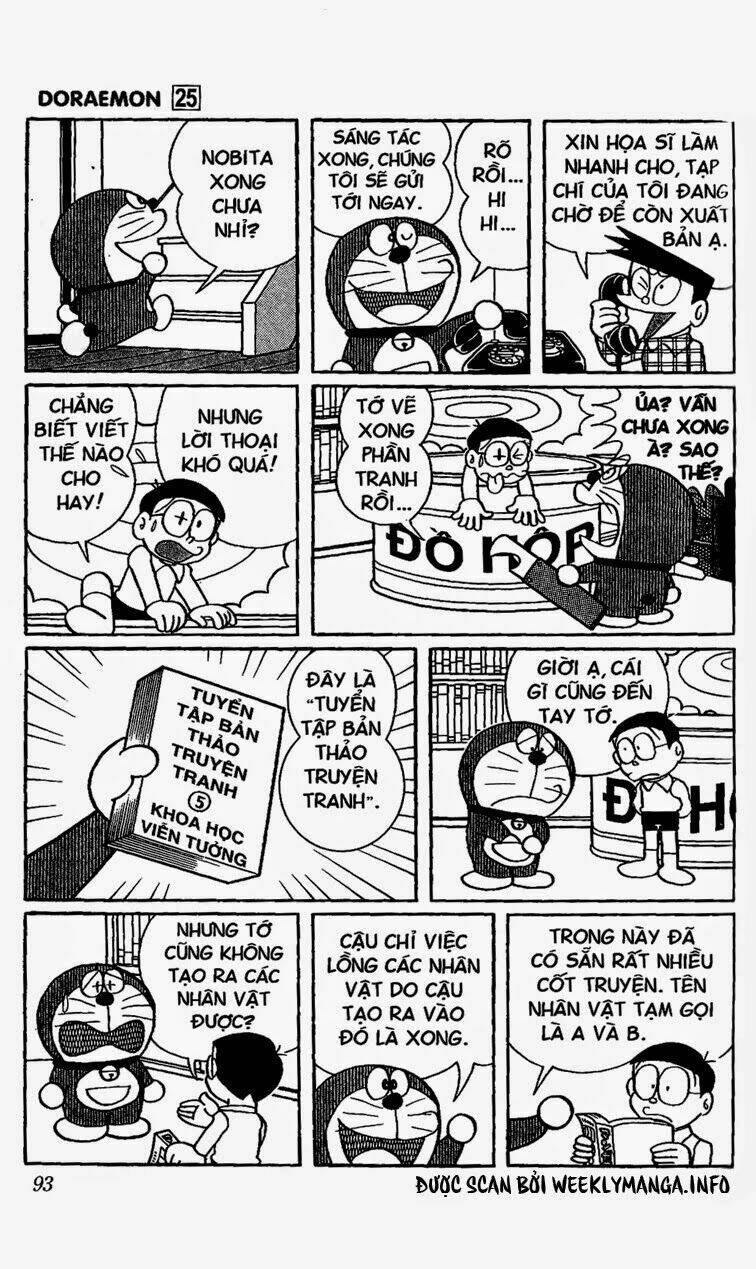 DORAEMON 25
XIN HỌA SĨ LÀM
NHANH CHO, TẠP
CHÍ CỦA TÔI ĐANG
CHỜ ĐỂ CÒN XUẤT
BẢN Ạ.
RÕ
RỒI...
HI
HI...
SÁNG TÁC
XONG, CHÚNG
TÔI SẼ GỬI
TỚI NGAY.
NOBITA
XONG
CHƯA
NHỈ?
ỦA? VẪN
CHƯA XONG
À? SAO
THẾ?
TỚ VẼ
XONG
PHẦN
TRANH
RỒI...
ĐỒ HỘP
NHƯNG
LỜI THOẠI
KHÓ QUÁ!
CHẲNG
BIẾT VIẾT
THẾ NÀO
CHO
HAY!
GIỜI Ạ, CÁI
GÌ CŨNG ĐẾN
TAY TỚ.
Đ HỘ
ĐÂY LÀ
"TUYỂN
TẬP BẢN
THẢO
TRUYỆN
TRANH".
TUYỂN
TẬP BẢN
THẢO
TRUYỆN
TRANH
⑤
KHOA HỌC
VIỄN TƯỞNG
TRONG NÀY ĐÃ
CÓ SẴN RẤT NHIỀU
CỐT TRUYỆN. TÊN
NHÂN VẬT TẠM GỌI
LÀ A VÀ B.
CẬU CHỈ VIỆC
LỒNG CÁC NHÂN
VẬT DO CẬU
TẠO RA VÀO
ĐÓ LÀ XONG.
NHƯNG TỚ
CŨNG KHÔNG
TẠO RA CÁC
NHÂN VẬT
ĐƯỢC?
93
ĐƯỢC SCAN BỞI WEEKLYMANGA.INFO